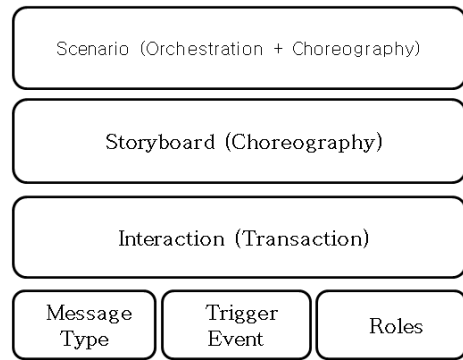 Scenario (Orchestration + Choreography)
Storyboard (Choreography)
Interaction (Transaction)
Message
Type
Trigger
Event
Roles